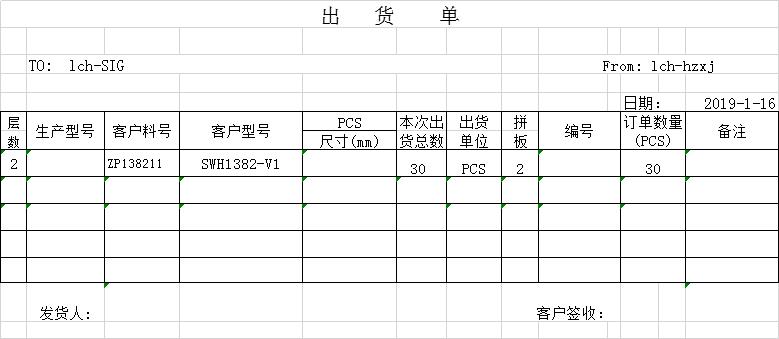 出 货 单
TO: lch-SIG From: lch-hzxj
日期: 2019-1-16
层数 生产型号 客户料号 客户型号 PCS 尺寸(mm) 本次出货总数 出货单位 拼板 编号 订单数量(PCS) 备注
2 ZP138211 SWH1382-V1 30 PCS 2 30
发货人: 客户签收: